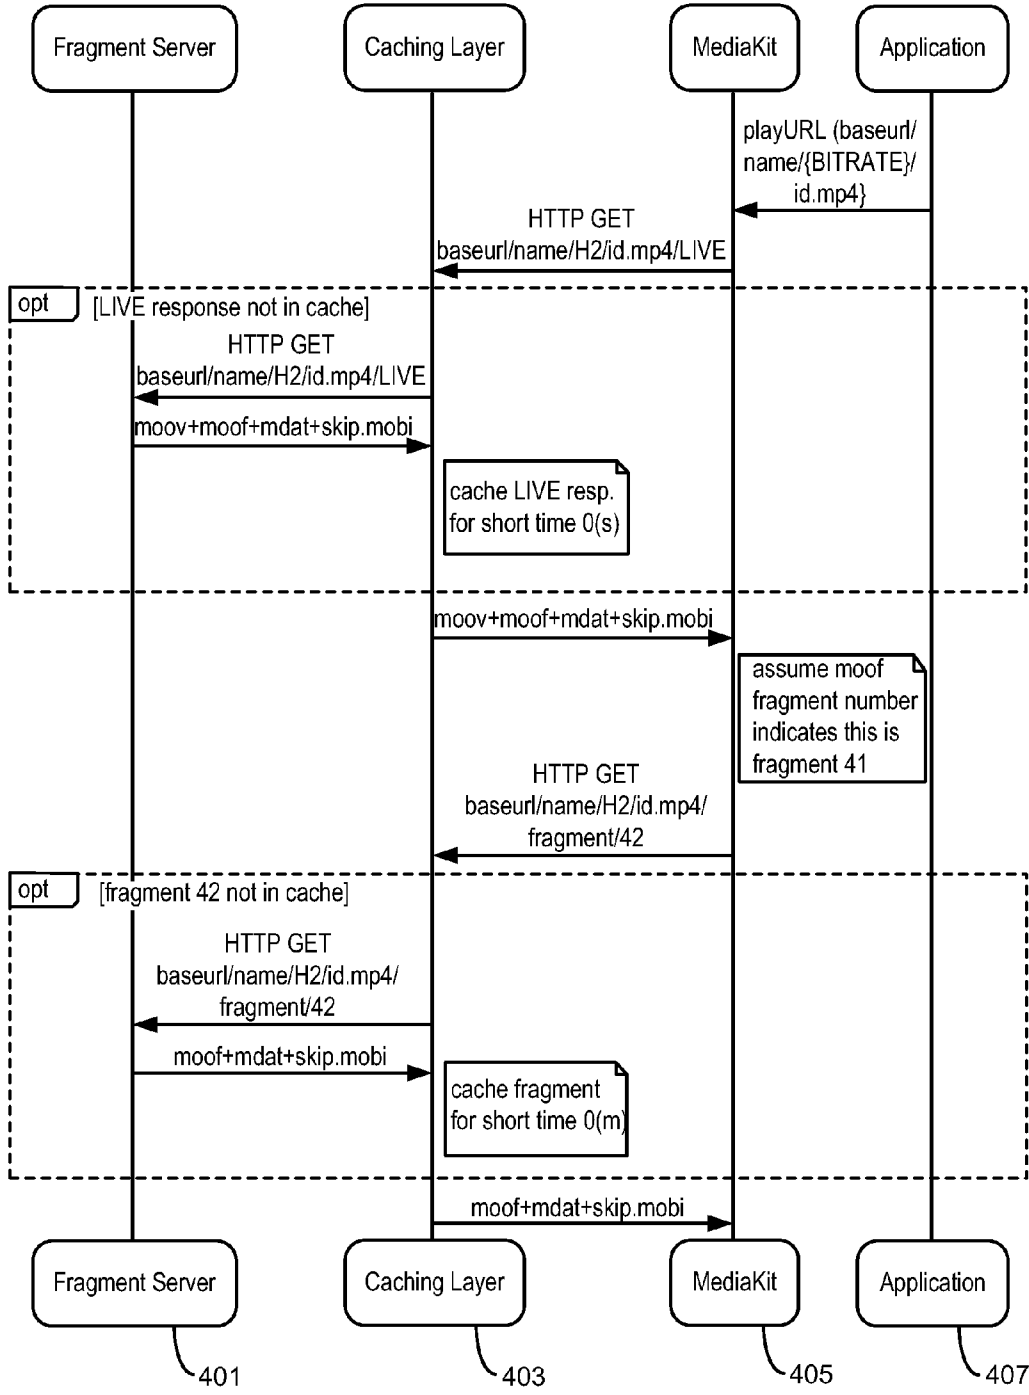 Fragment Server
Caching Layer
MediaKit
Application
playURL (baseurl/
name/{BITRATE}/
id.mp4}
HTTP GET
baseurl/name/H2/id.mp4/LIVE
opt
[LIVE response not in cache]
HTTP GET
baseurl/name/H2/id.mp4/LIVE
moov+moof+mdat+skip.mobi
cache LIVE resp.
for short time 0(s)
moov+moof+mdat+skip.mobi
assume moof
fragment number
indicates this is
fragment 41
HTTP GET
baseurl/name/H2/id.mp4/
fragment/42
opt
[fragment 42 not in cache]
HTTP GET
baseurl/name/H2/id.mp4/
fragment/42
moof+mdat+skip.mobi
cache fragment
for short time 0(m)
moof+mdat+skip.mobi
Fragment Server
Caching Layer
MediaKit
Application
401
403
405
407